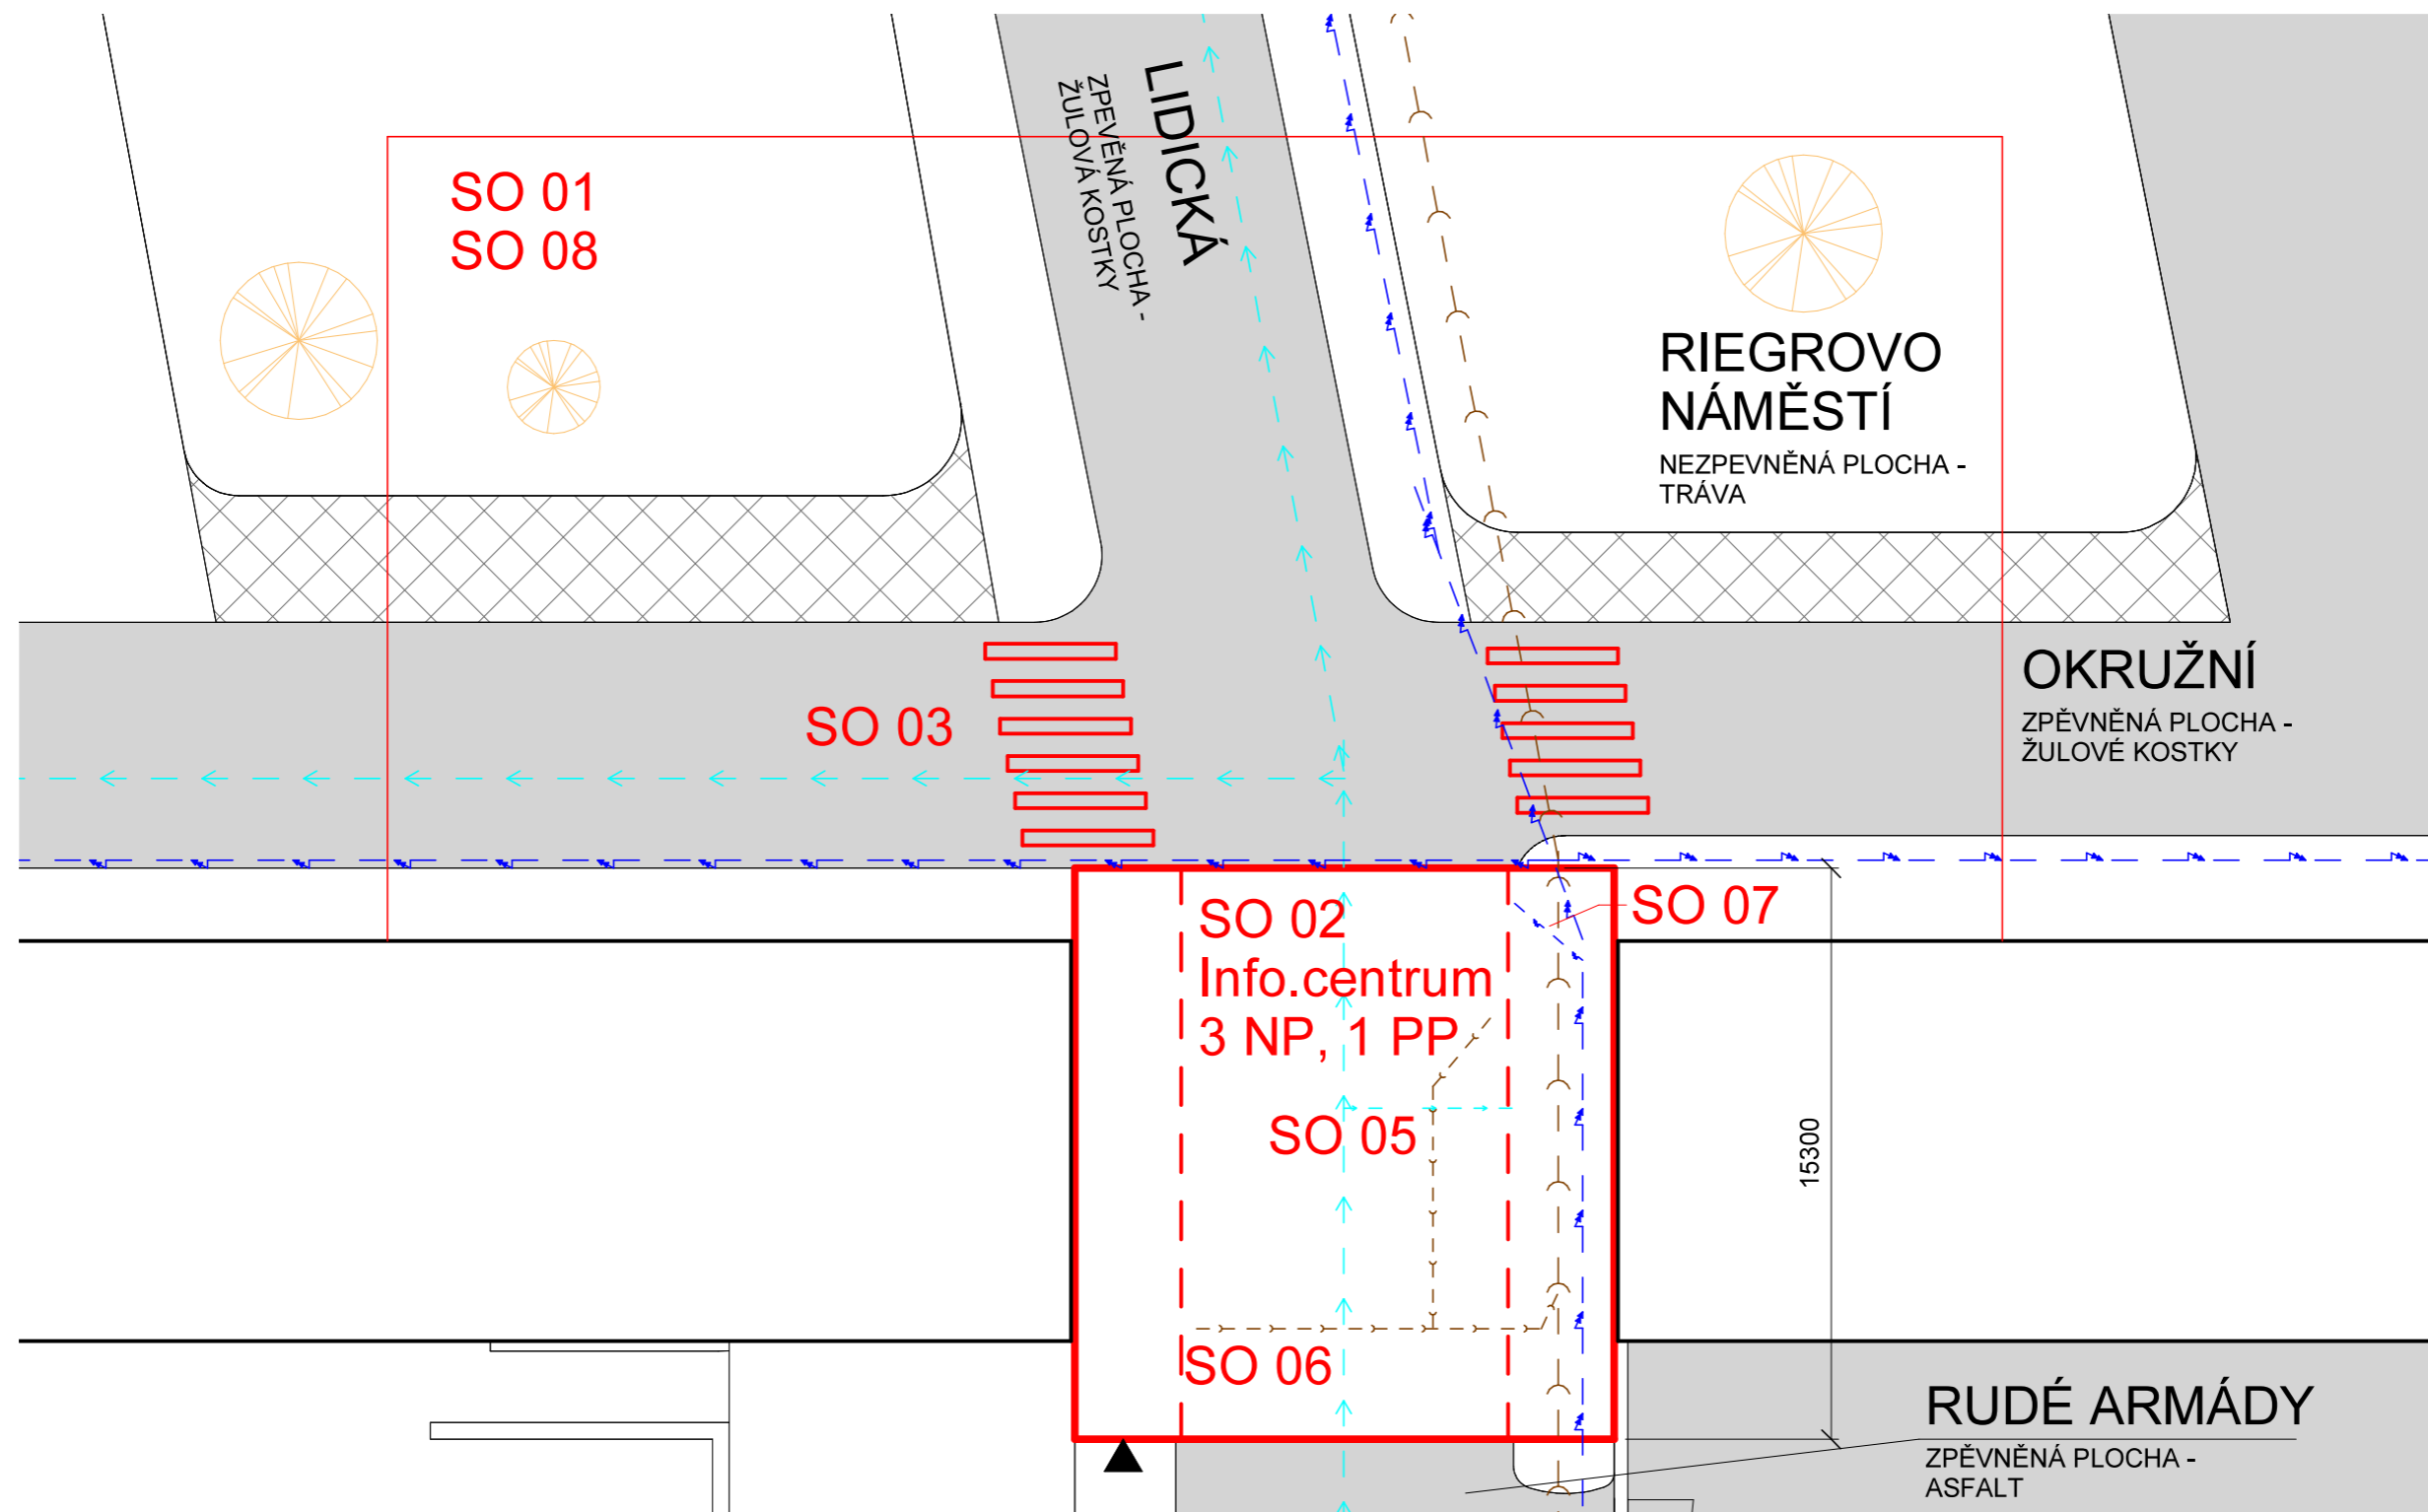 LIDICKÁ
ZPEVĚNÁ PLOCHA -
ŽULOVÁ KOSTKY
SO 01
SO 08
RIEGROVO
NÁMĚSTÍ
NEZPEVNĚNÁ PLOCHA -
TRÁVA
OKRUŽNÍ
ZPĚVNĚNÁ PLOCHA -
ŽULOVÉ KOSTKY
SO 03
SO 07
SO 02
Info.centrum
3 NP, 1 PP
SO 05
15300
SO 06
RUDÉ ARMÁDY
ZPĚVNĚNÁ PLOCHA -
ASFALT